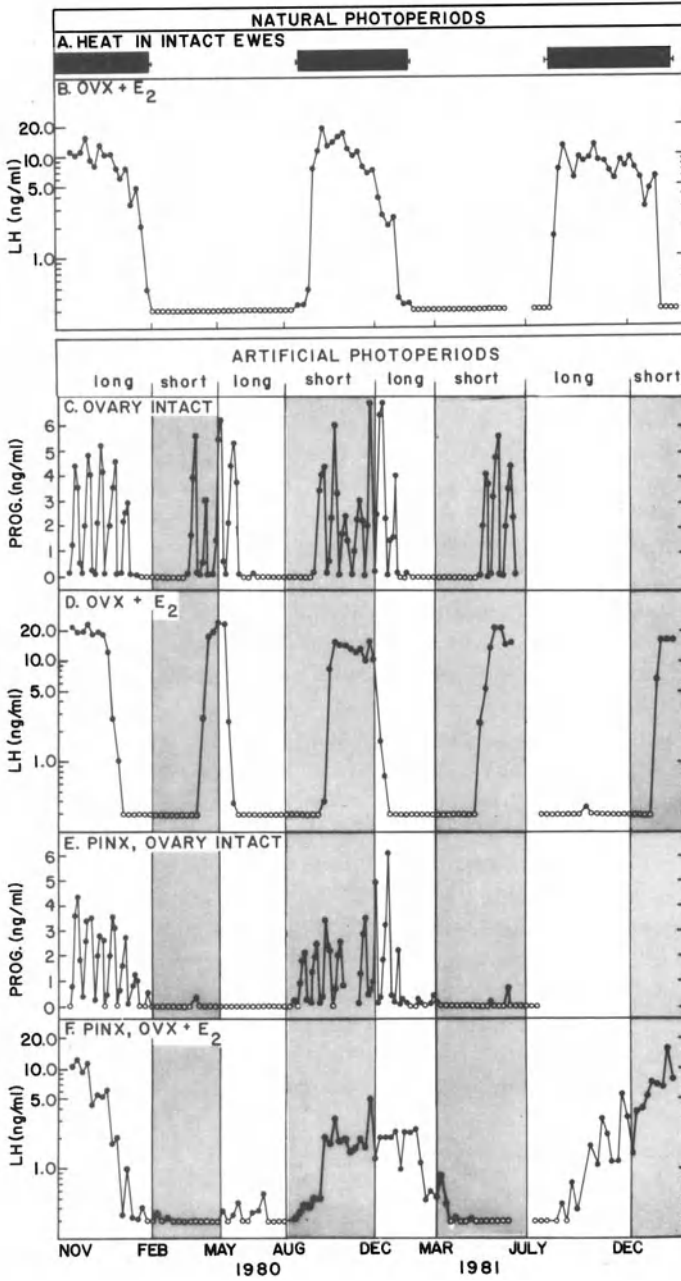 NATURAL PHOTOPERIODS
A. HEAT IN INTACT EWES
B. OVX + E2
20.0
10.0
5.0
1.0
LH (ng/ml)
ARTIFICIAL PHOTOPERIODS
long short long short long short long short
C. OVARY INTACT
6
5
4
3
2
1
0
PROG. (ng/ml)
D. OVX + E2
20.0
10.0
5.0
1.0
LH (ng/ml)
E. PINX, OVARY INTACT
6
5
4
3
2
1
0
PROG. (ng/ml)
F. PINX, OVX + E2
20.0
10.0
5.0
1.0
LH (ng/ml)
NOV FEB MAY AUG DEC MAR JULY DEC
1980 1981